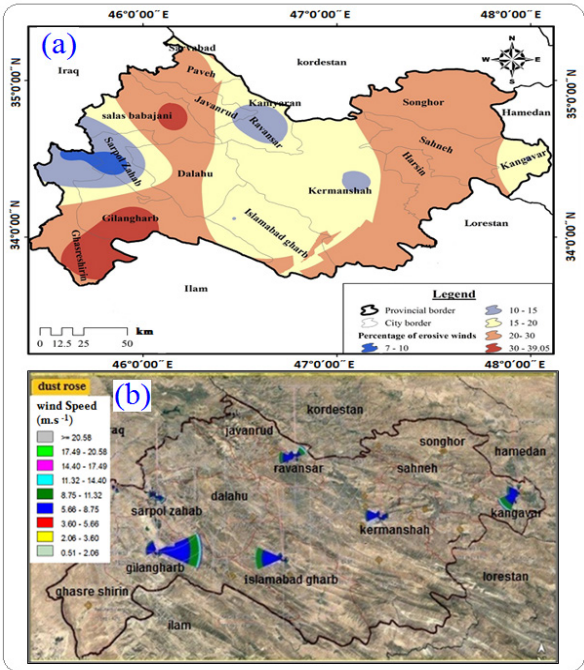 46°0'0"E
47°0'0"E
48°0'0"E
(a)
Iraq
kordestan
N
W
E
S
35°0'0"N
35°0'0"N
Sarvabad
Paveh
Javanrud
Kamyaran
Songhor
Hamedan
salas babajani
Ravansar
Sarpol Zahab
Sahneh
Kangavar
Harsin
Dalahu
Kermanshah
Gilangharb
Islamabad gharb
Lorestan
34°0'0"N
34°0'0"N
Ghasreshirin
Ilam
Legend
Provincial border
City border
Percentage of erosive winds
7 - 10
10 - 15
15 - 20
20 - 30
30 - 39.05
0 12.5 25 50
km
46°0'0"E
47°0'0"E
48°0'0"E
dust rose
wind Speed
(m.s⁻¹)
>= 20.58
17.49 - 20.58
14.40 - 17.49
11.32 - 14.40
8.75 - 11.32
5.66 - 8.75
3.60 - 5.66
2.06 - 3.60
0.51 - 2.06
(b)
kordestan
raq
javanrud
songhor
hamedan
ravansar
sahneh
dalahu
sarpol zahab
kangavar
kermanshah
gilangharb
islamabad gharb
lorestan
ghasre shirin
ilam